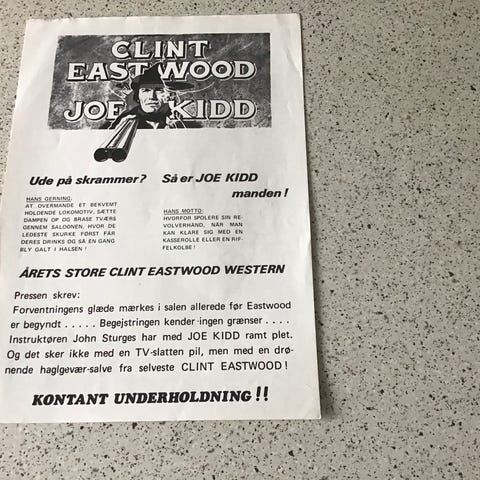 CLINT
EASTWOOD
JOE KIDD
Ude på skrammer? Så er JOE KIDD
manden!
HANS GERNING:
AT OVERMANDE ET BEKVEMT
HOLDENDE LOKOMOTIV, SÆTTE
DAMPEN OP OG BRASE TVÆRS
GENNEM SALOONEN, HVOR DE
LEDESTE SKURKE FØRST FÅR
DERES DRINKS OG SÅ EN GANG
BLY GALT I HALSEN!
HANS MOTTO:
HVORFOR SPOLERE SIN RE-
VOLVERHÅND, NÅR MAN
KAN KLARE SIG MED EN
KASSEROLLE ELLER EN RIF-
FELKOLBE!
ÅRETS STORE CLINT EASTWOOD WESTERN
Pressen skrev:
Forventningens glæde mærkes i salen allerede før Eastwood
er begyndt ..... Begejstringen kender ingen grænser ....
Instruktøren John Sturges har med JOE KIDD ramt plet.
Og det sker ikke med en TV-slatten pil, men med en drø-
nende haglgevær-salve fra selveste CLINT EASTWOOD!
KONTANT UNDERHOLDNING!!